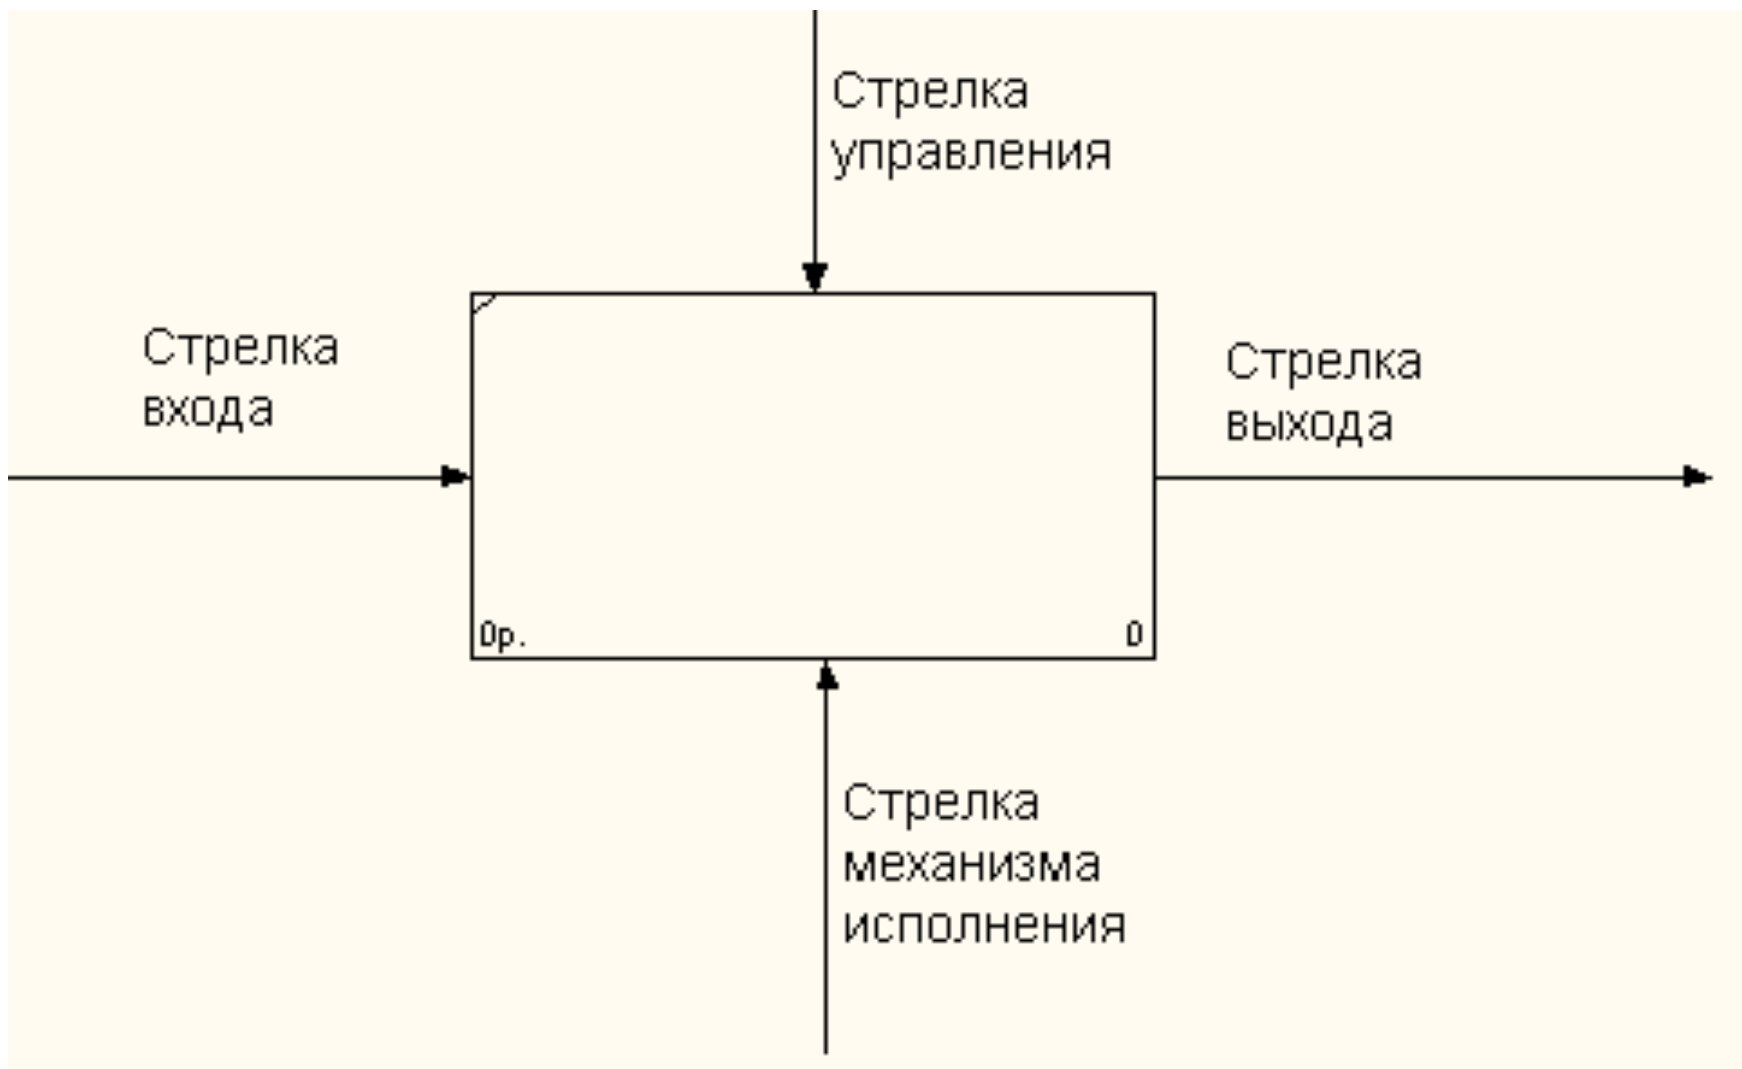 Стрелка
управления
Стрелка
входа
Стрелка
выхода
0р.
0
Стрелка
механизма
исполнения